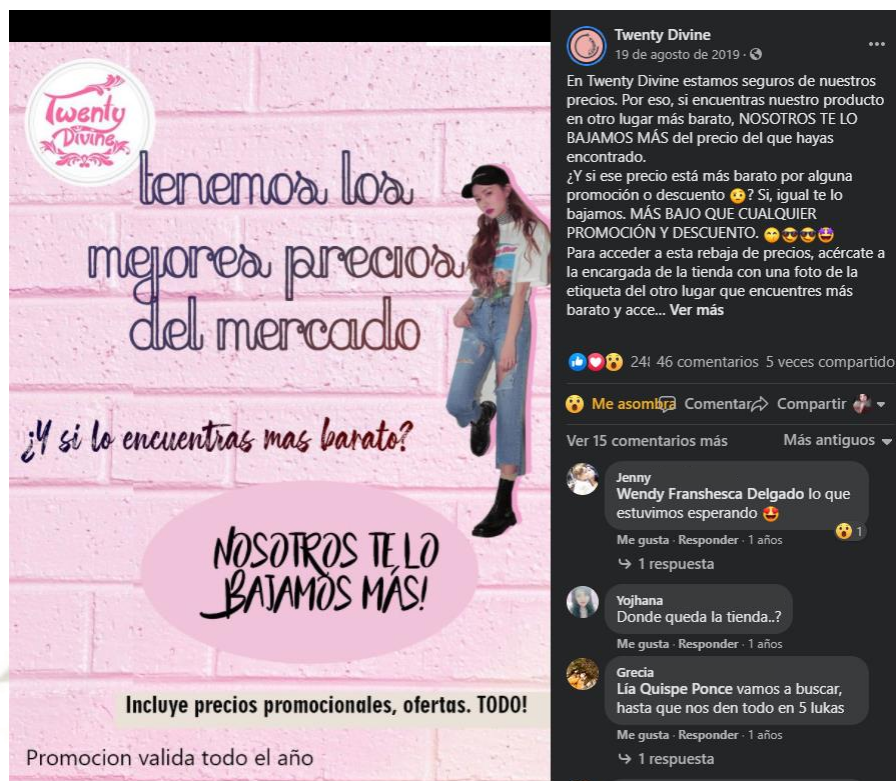 Twenty
Divine
tenemos los
mejores precios
del mercado
¿Y si lo encuentras mas barato?
NOSOTROS TE LO
BAJAMOS MÁS!
Incluye precios promocionales, ofertas. TODO!
Promocion valida todo el año
Twenty Divine
19 de agosto de 2019 ·
En Twenty Divine estamos seguros de nuestros
precios. Por eso, si encuentras nuestro producto
en otro lugar más barato, NOSOTROS TE LO
BAJAMOS MÁS del precio del que hayas
encontrado.
¿Y si ese precio está más barato por alguna
promoción o descuento 🤨? Si, igual te lo
bajamos. MÁS BAJO QUE CUALQUIER
PROMOCIÓN Y DESCUENTO. 😋😎😎🤩
Para acceder a esta rebaja de precios, acércate a
la encargada de la tienda con una foto de la
etiqueta del otro lugar que encuentres más
barato y acce... Ver más
46 comentarios 5 veces compartido
Me asombra Comentar Compartir
Ver 15 comentarios más Más antiguos
Jenny
Wendy Franshesca Delgado lo que
estuvimos esperando 🤩
1
Me gusta · Responder · 1 años
1 respuesta
Yojhana
Donde queda la tienda..?
Me gusta · Responder · 1 años
Grecia
Lía Quispe Ponce vamos a buscar,
hasta que nos den todo en 5 lukas
Me gusta · Responder · 1 años
1 respuesta